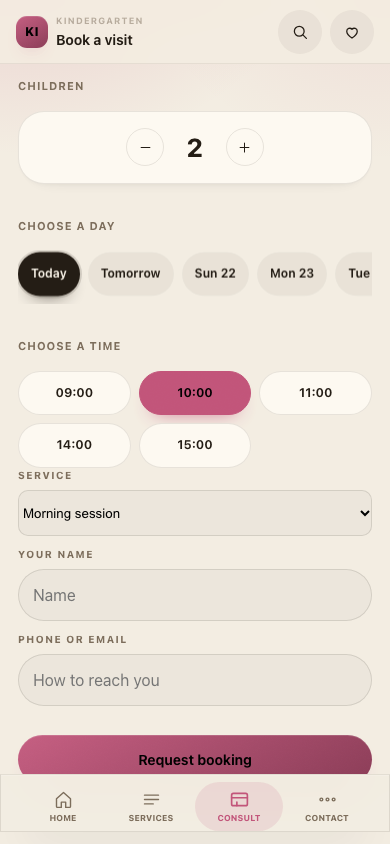 KI
KINDERGARTEN
Book a visit
CHILDREN
2
CHOOSE A DAY
Today
Tomorrow
Sun 22
Mon 23
Tue
CHOOSE A TIME
09:00
10:00
11:00
14:00
15:00
SERVICE
Morning session
YOUR NAME
Name
PHONE OR EMAIL
How to reach you
Request booking
HOME
SERVICES
CONSULT
CONTACT